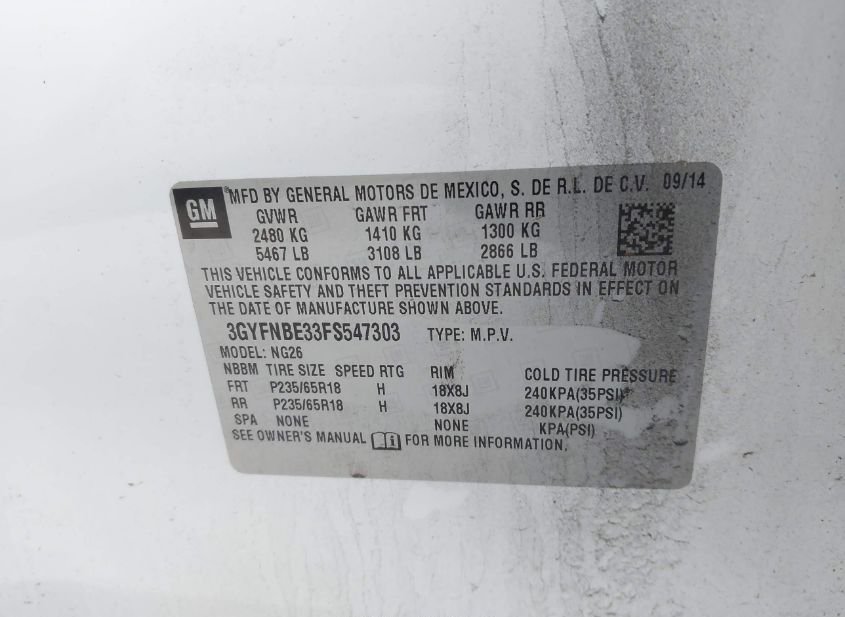 GM ® MFD BY GENERAL MOTORS DE MEXICO, S. DE R.L. DE C.V. 09/14
GVWR GAWR FRT GAWR RR
2480 KG 1410 KG 1300 KG
5467 LB 3108 LB 2866 LB
THIS VEHICLE CONFORMS TO ALL APPLICABLE U.S. FEDERAL MOTOR
VEHICLE SAFETY AND THEFT PREVENTION STANDARDS IN EFFECT ON
THE DATE OF MANUFACTURE SHOWN ABOVE.
3GYFNBE33FS547303 TYPE: M.P.V.
MODEL: NG26
NBBM TIRE SIZE SPEED RTG RIM COLD TIRE PRESSURE
FRT P235/65R18 H 18X8J 240KPA(35PSI)
RR P235/65R18 H 18X8J 240KPA(35PSI)
SPA NONE NONE KPA(PSI)
SEE OWNER'S MANUAL FOR MORE INFORMATION.